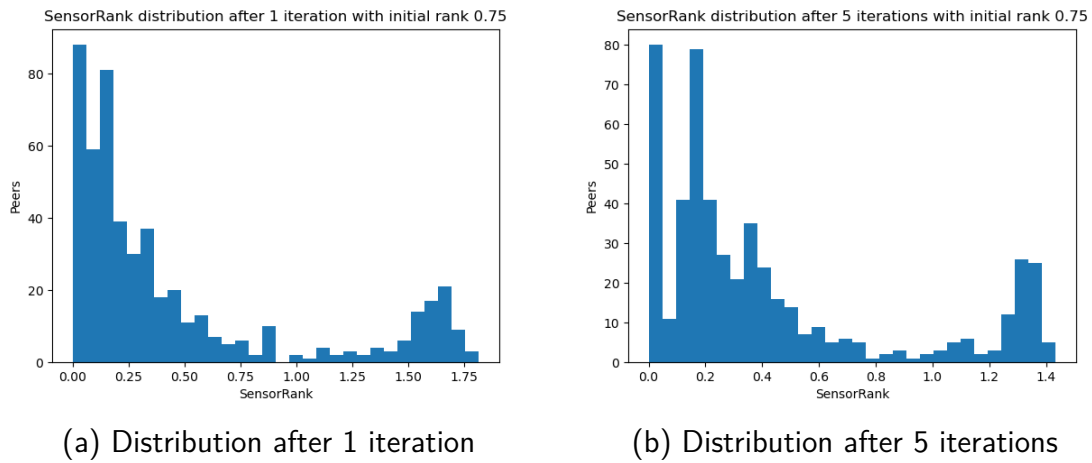 SensorRank distribution after 1 iteration with initial rank 0.75
80
60
40
20
0
Peers
0.00 0.25 0.50 0.75 1.00 1.25 1.50 1.75
SensorRank
(a) Distribution after 1 iteration
SensorRank distribution after 5 iterations with initial rank 0.75
80
70
60
50
40
30
20
10
0
Peers
0.0 0.2 0.4 0.6 0.8 1.0 1.2 1.4
SensorRank
(b) Distribution after 5 iterations